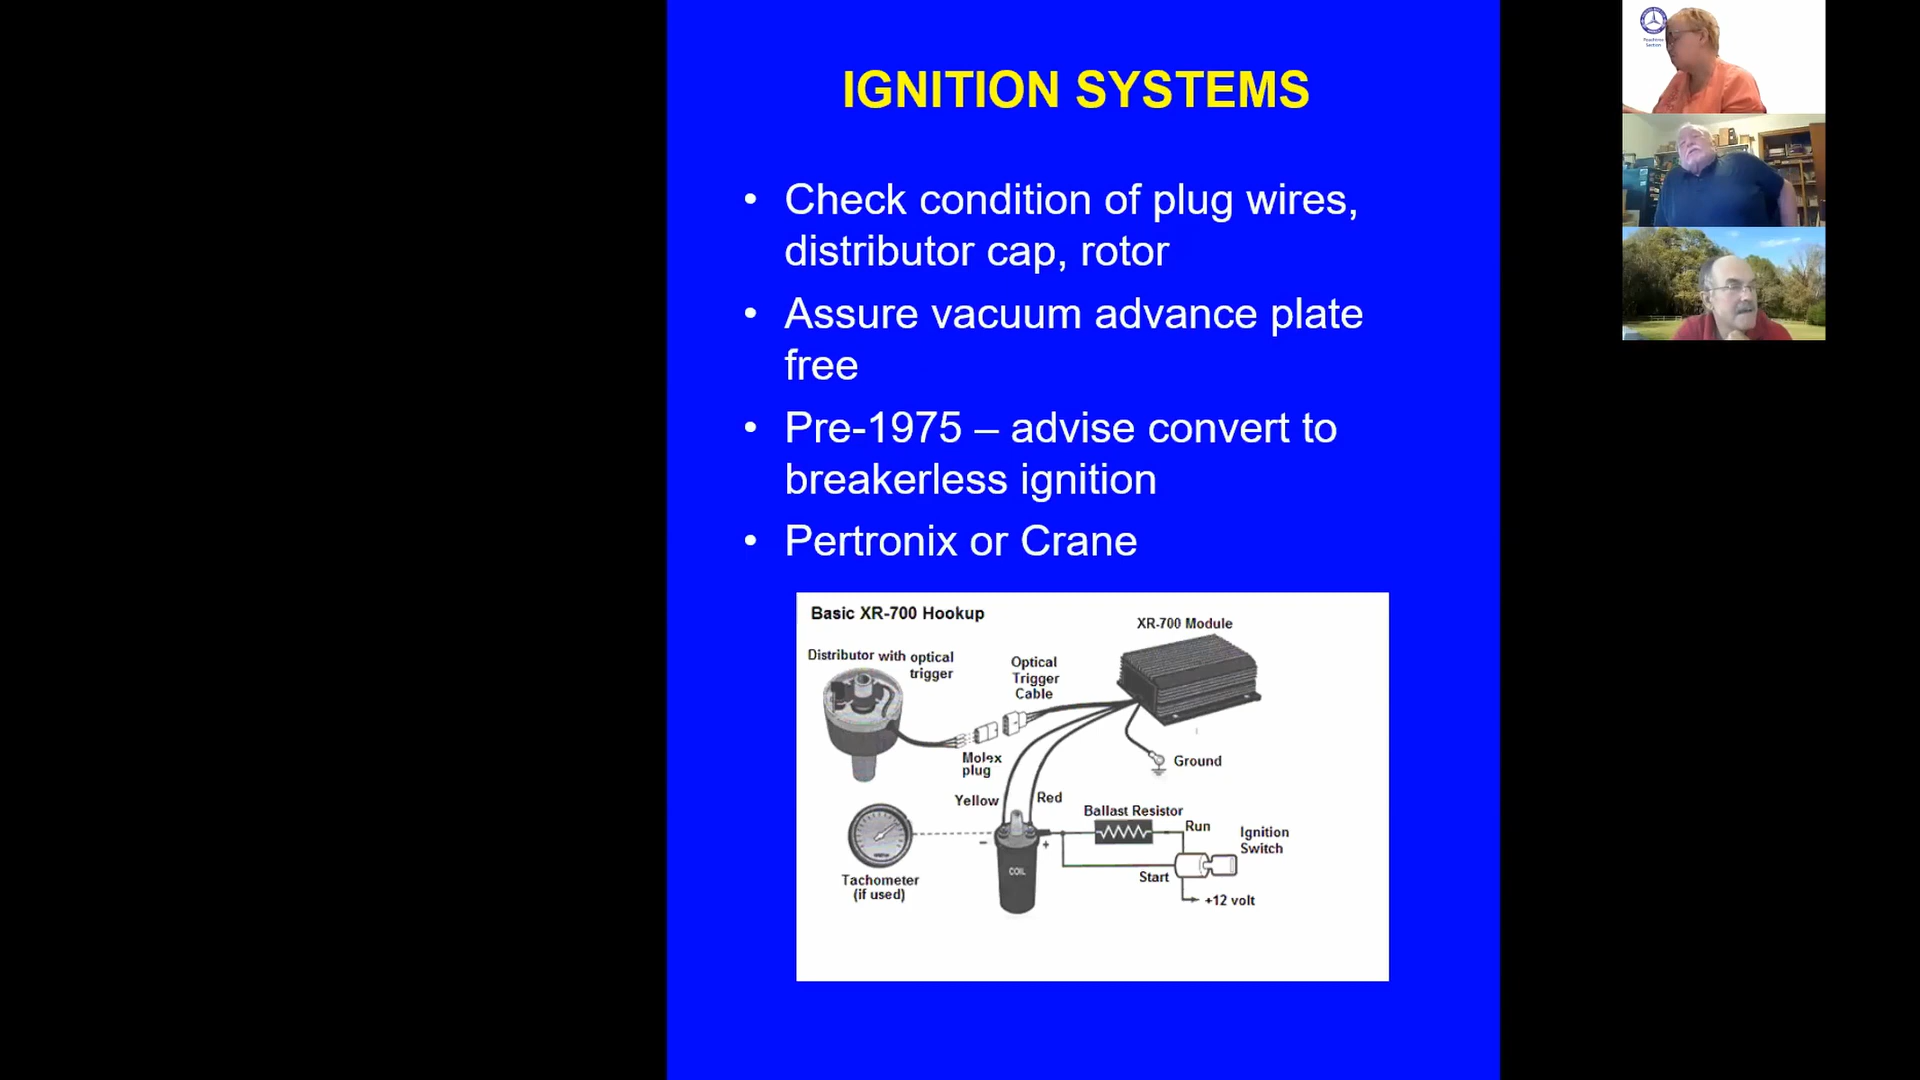 IGNITION SYSTEMS
• Check condition of plug wires,
distributor cap, rotor
• Assure vacuum advance plate
free
• Pre-1975 – advise convert to
breakerless ignition
• Pertronix or Crane
Basic XR-700 Hookup
XR-700 Module
Distributor with optical
trigger
Optical
Trigger
Cable
Molex
plug
Ground
Yellow
Red
Ballast Resistor
Run
Ignition
Switch
- +
COIL
Start
Tachometer
(if used)
+12 volt
Peachtree
Section